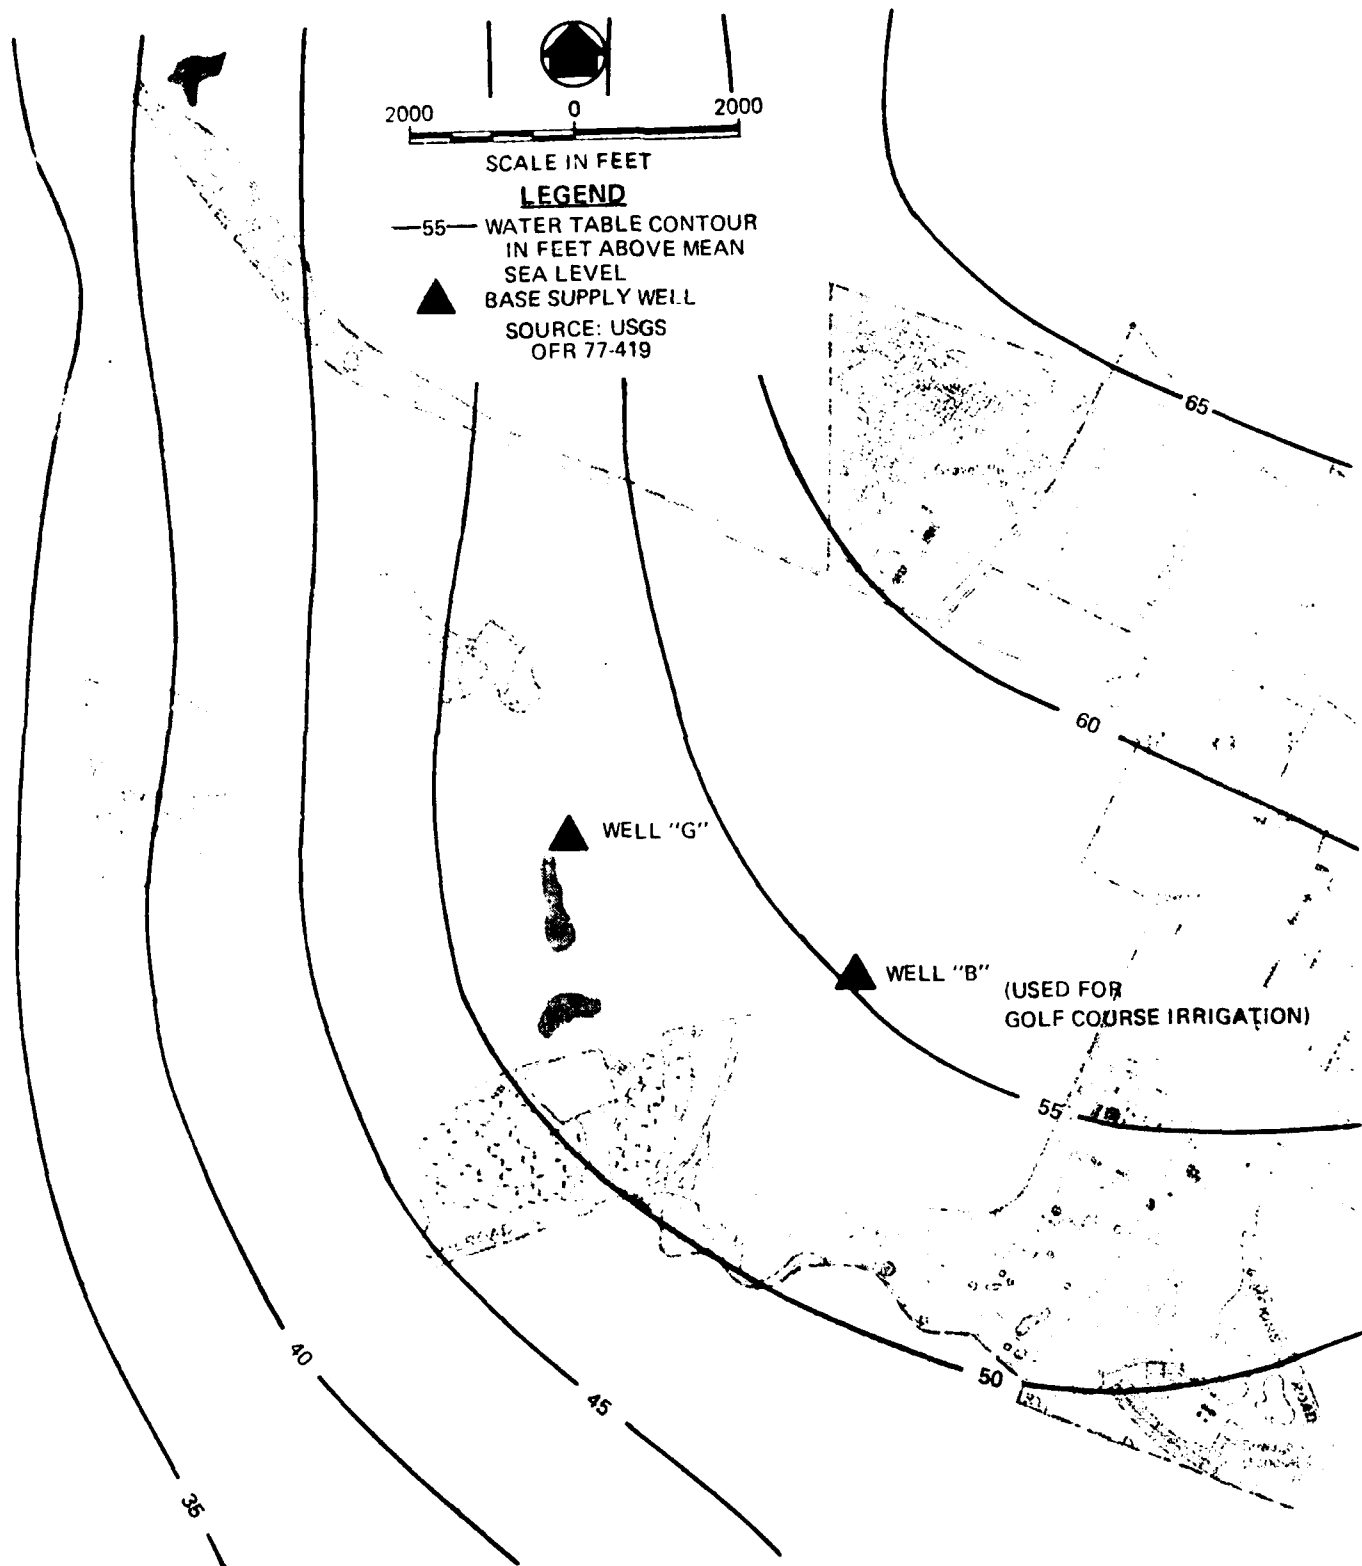 2000 0 2000
SCALE IN FEET
LEGEND
—55— WATER TABLE CONTOUR
IN FEET ABOVE MEAN
SEA LEVEL
BASE SUPPLY WELL
SOURCE: USGS
OFR 77-419
65
60
WELL "G"
WELL "B"
(USED FOR
GOLF COURSE IRRIGATION)
55
50
ROAD
40
45
35